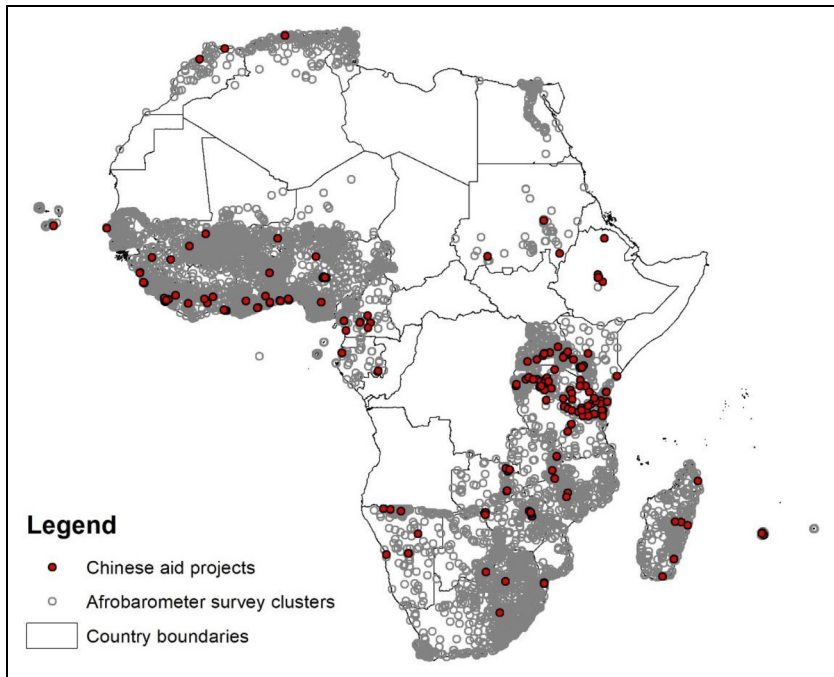 Legend
Chinese aid projects
Afrobarometer survey clusters
Country boundaries